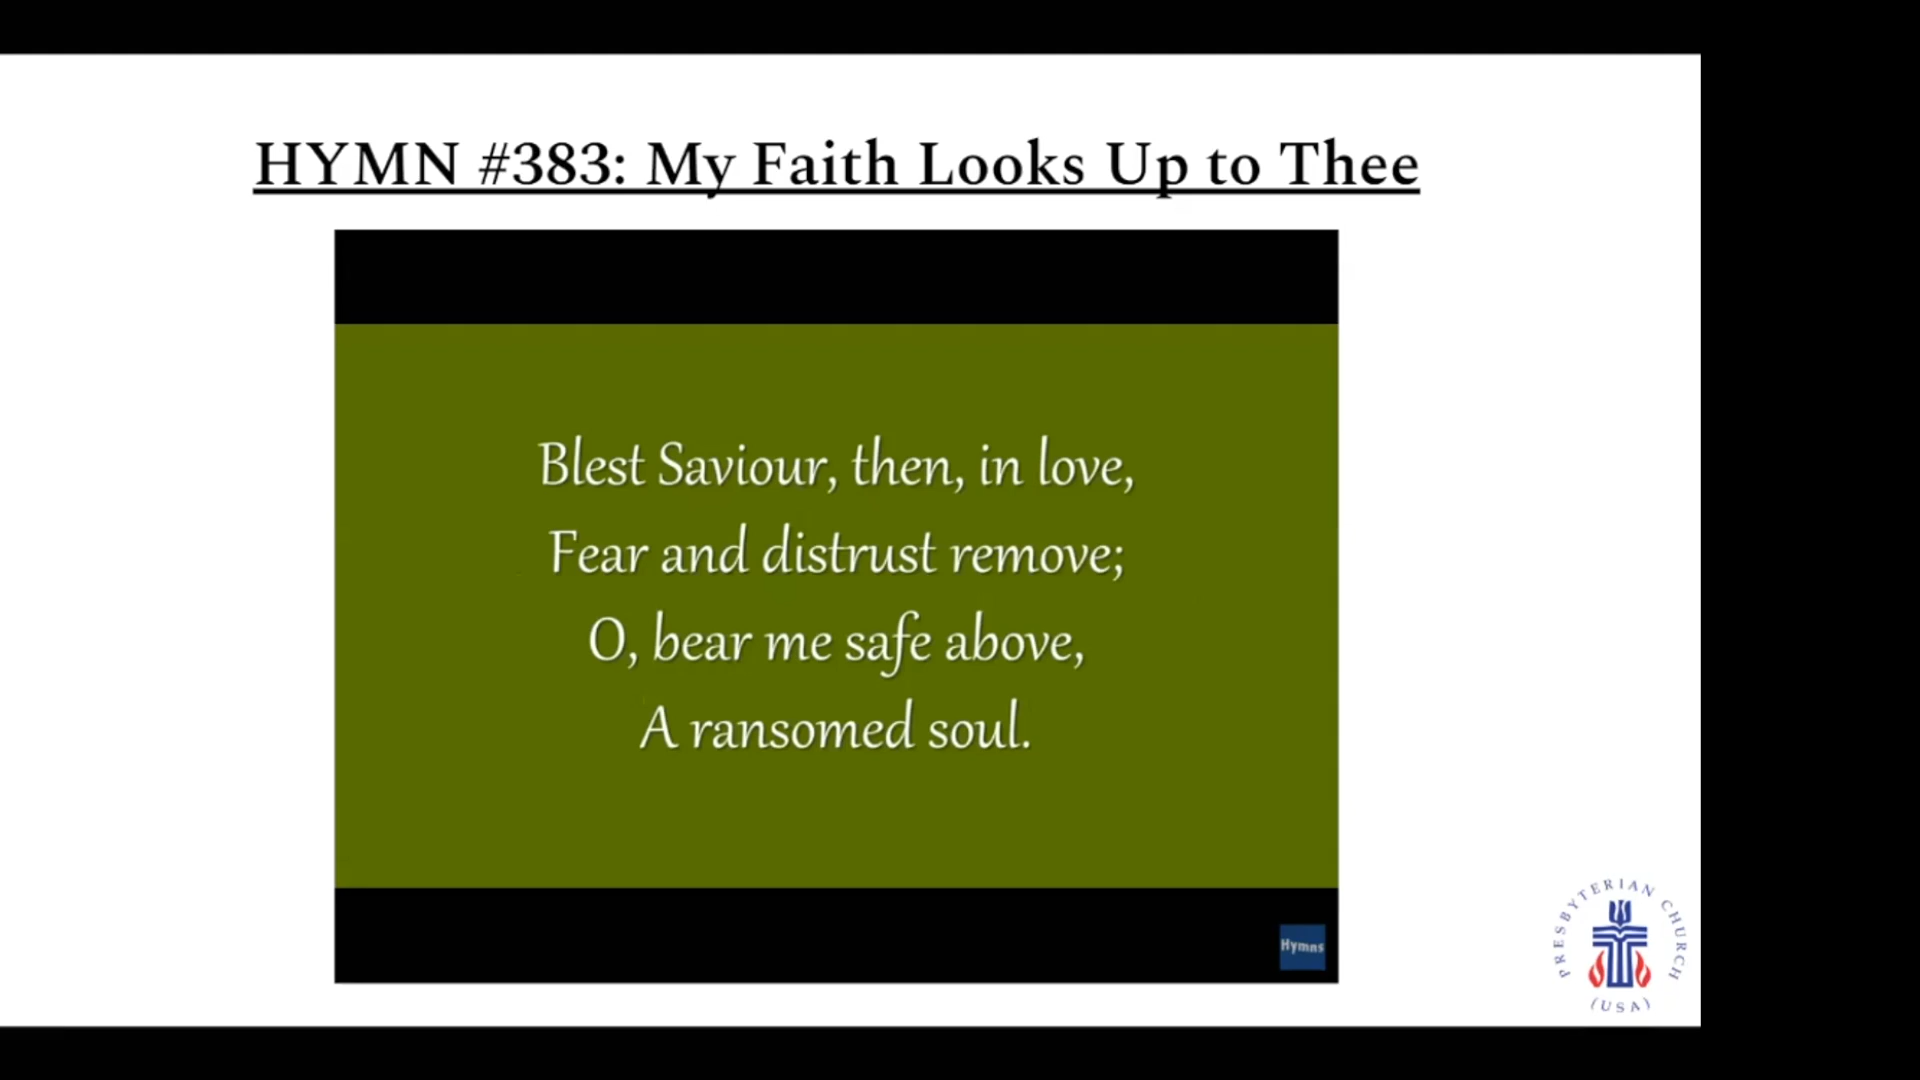 HYMN #383: My Faith Looks Up to Thee
Blest Saviour, then, in love,
Fear and distrust remove;
O, bear me safe above,
A ransomed soul.
Hymns
PRESBYTERIAN CHURCH
(USA)